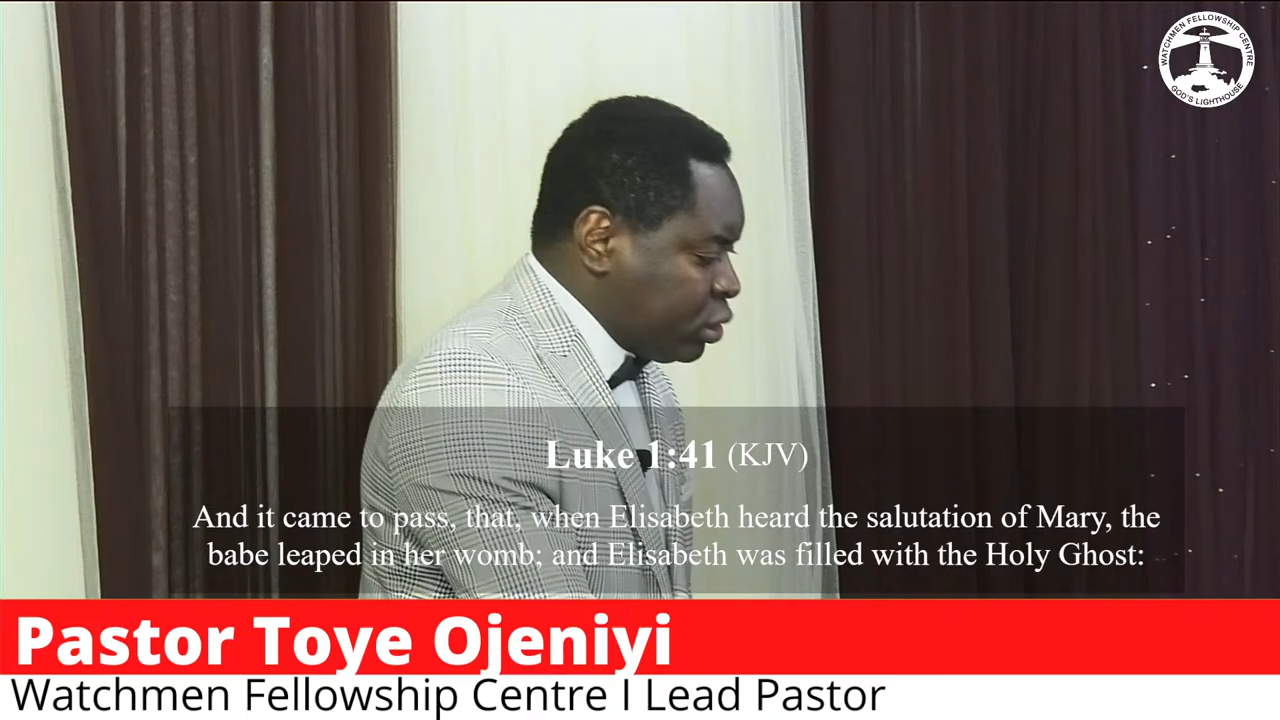 WATCHMEN FELLOWSHIP CENTRE
GOD'S LIGHTHOUSE
Luke 1:41 (KJV)
And it came to pass, that, when Elisabeth heard the salutation of Mary, the
babe leaped in her womb; and Elisabeth was filled with the Holy Ghost:
Pastor Toye Ojeniyi
Watchmen Fellowship Centre I Lead Pastor